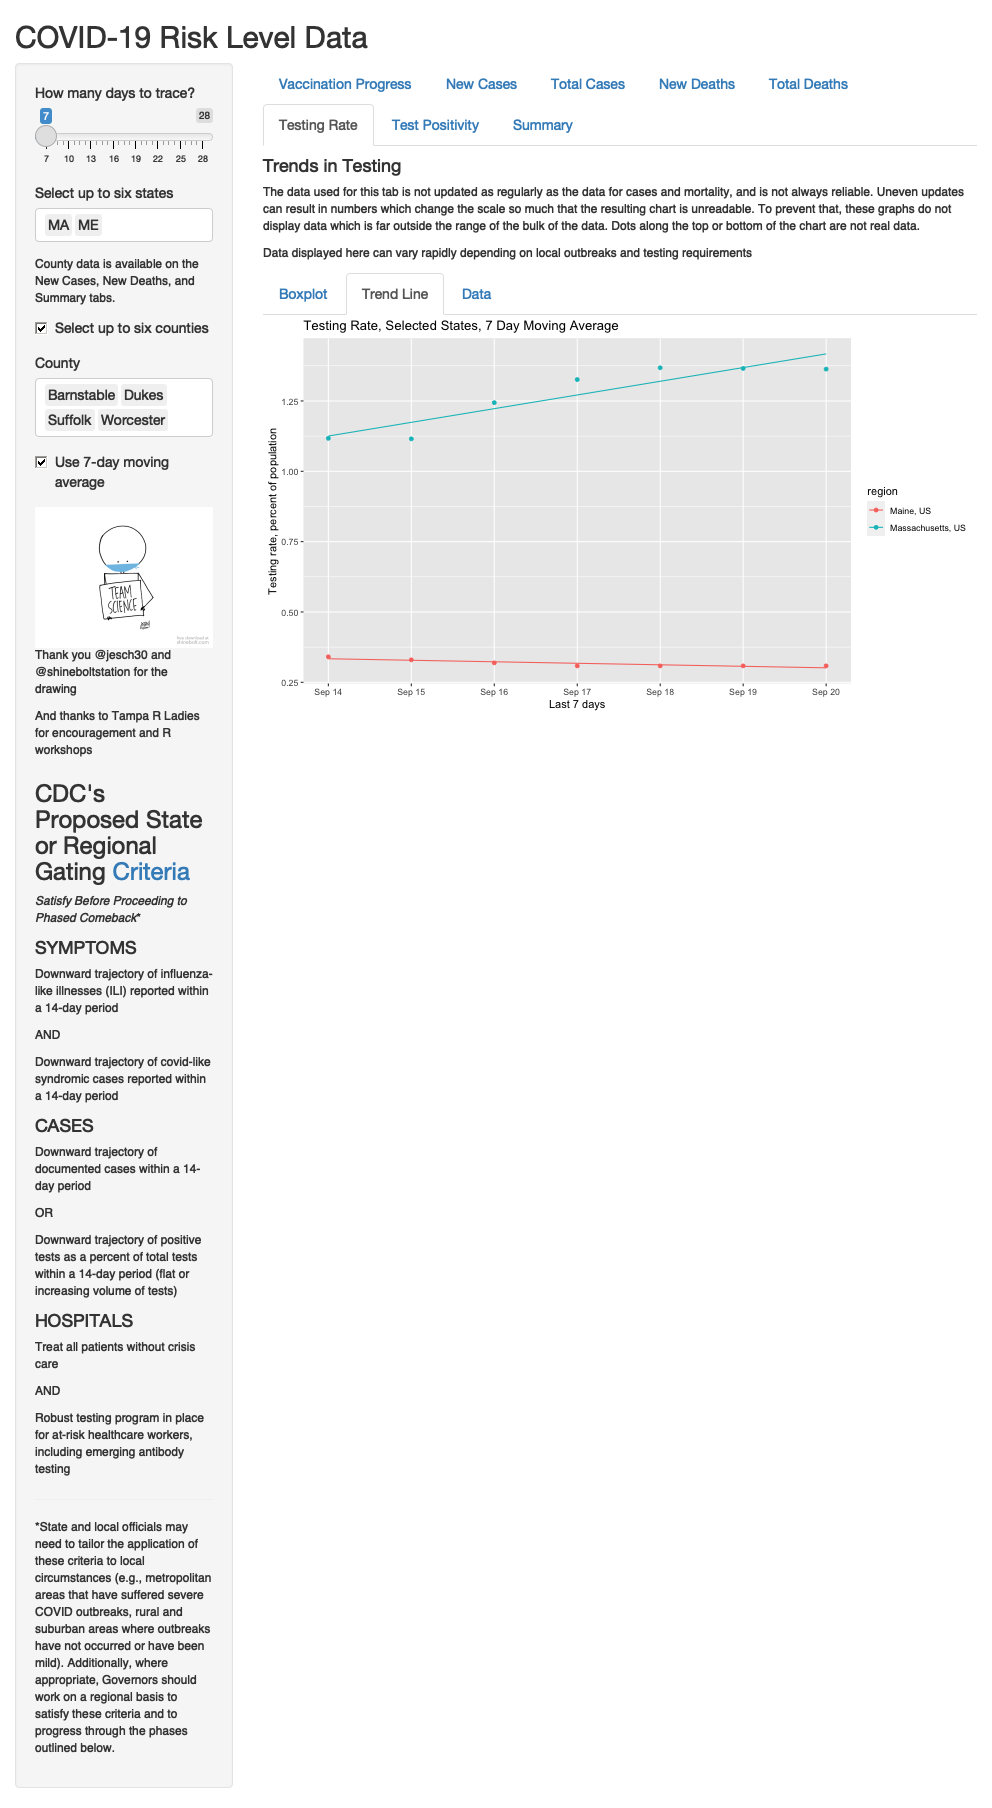 COVID-19 Risk Level Data
How many days to trace?
7
28
7 10 13 16 19 22 25 28
Select up to six states
MA ME
County data is available on the
New Cases, New Deaths, and
Summary tabs.
Select up to six counties
County
Barnstable Dukes
Suffolk Worcester
Use 7-day moving
average
TEAM
SCIENCE
free download at
shinebolt.com
Thank you @jesch30 and
@shineboltstation for the
drawing
And thanks to Tampa R Ladies
for encouragement and R
workshops
CDC's
Proposed State
or Regional
Gating Criteria
Satisfy Before Proceeding to
Phased Comeback*
SYMPTOMS
Downward trajectory of influenza-
like illnesses (ILI) reported within
a 14-day period
AND
Downward trajectory of covid-like
syndromic cases reported within
a 14-day period
CASES
Downward trajectory of
documented cases within a 14-
day period
OR
Downward trajectory of positive
tests as a percent of total tests
within a 14-day period (flat or
increasing volume of tests)
HOSPITALS
Treat all patients without crisis
care
AND
Robust testing program in place
for at-risk healthcare workers,
including emerging antibody
testing
*State and local officials may
need to tailor the application of
these criteria to local
circumstances (e.g., metropolitan
areas that have suffered severe
COVID outbreaks, rural and
suburban areas where outbreaks
have not occurred or have been
mild). Additionally, where
appropriate, Governors should
work on a regional basis to
satisfy these criteria and to
progress through the phases
outlined below.
Vaccination Progress New Cases Total Cases New Deaths Total Deaths
Testing Rate Test Positivity Summary
Trends in Testing
The data used for this tab is not updated as regularly as the data for cases and mortality, and is not always reliable. Uneven updates
can result in numbers which change the scale so much that the resulting chart is unreadable. To prevent that, these graphs do not
display data which is far outside the range of the bulk of the data. Dots along the top or bottom of the chart are not real data.
Data displayed here can vary rapidly depending on local outbreaks and testing requirements
Boxplot Trend Line Data
Testing Rate, Selected States, 7 Day Moving Average
Testing rate, percent of population
1.25
1.00
0.75
0.50
0.25
Sep 14 Sep 15 Sep 16 Sep 17 Sep 18 Sep 19 Sep 20
Last 7 days
region
Maine, US
Massachusetts, US